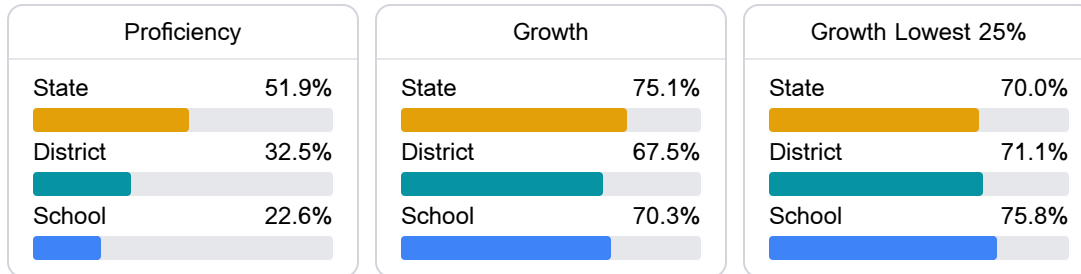 Proficiency
State 51.9%
District 32.5%
School 22.6%
Growth
State 75.1%
District 67.5%
School 70.3%
Growth Lowest 25%
State 70.0%
District 71.1%
School 75.8%